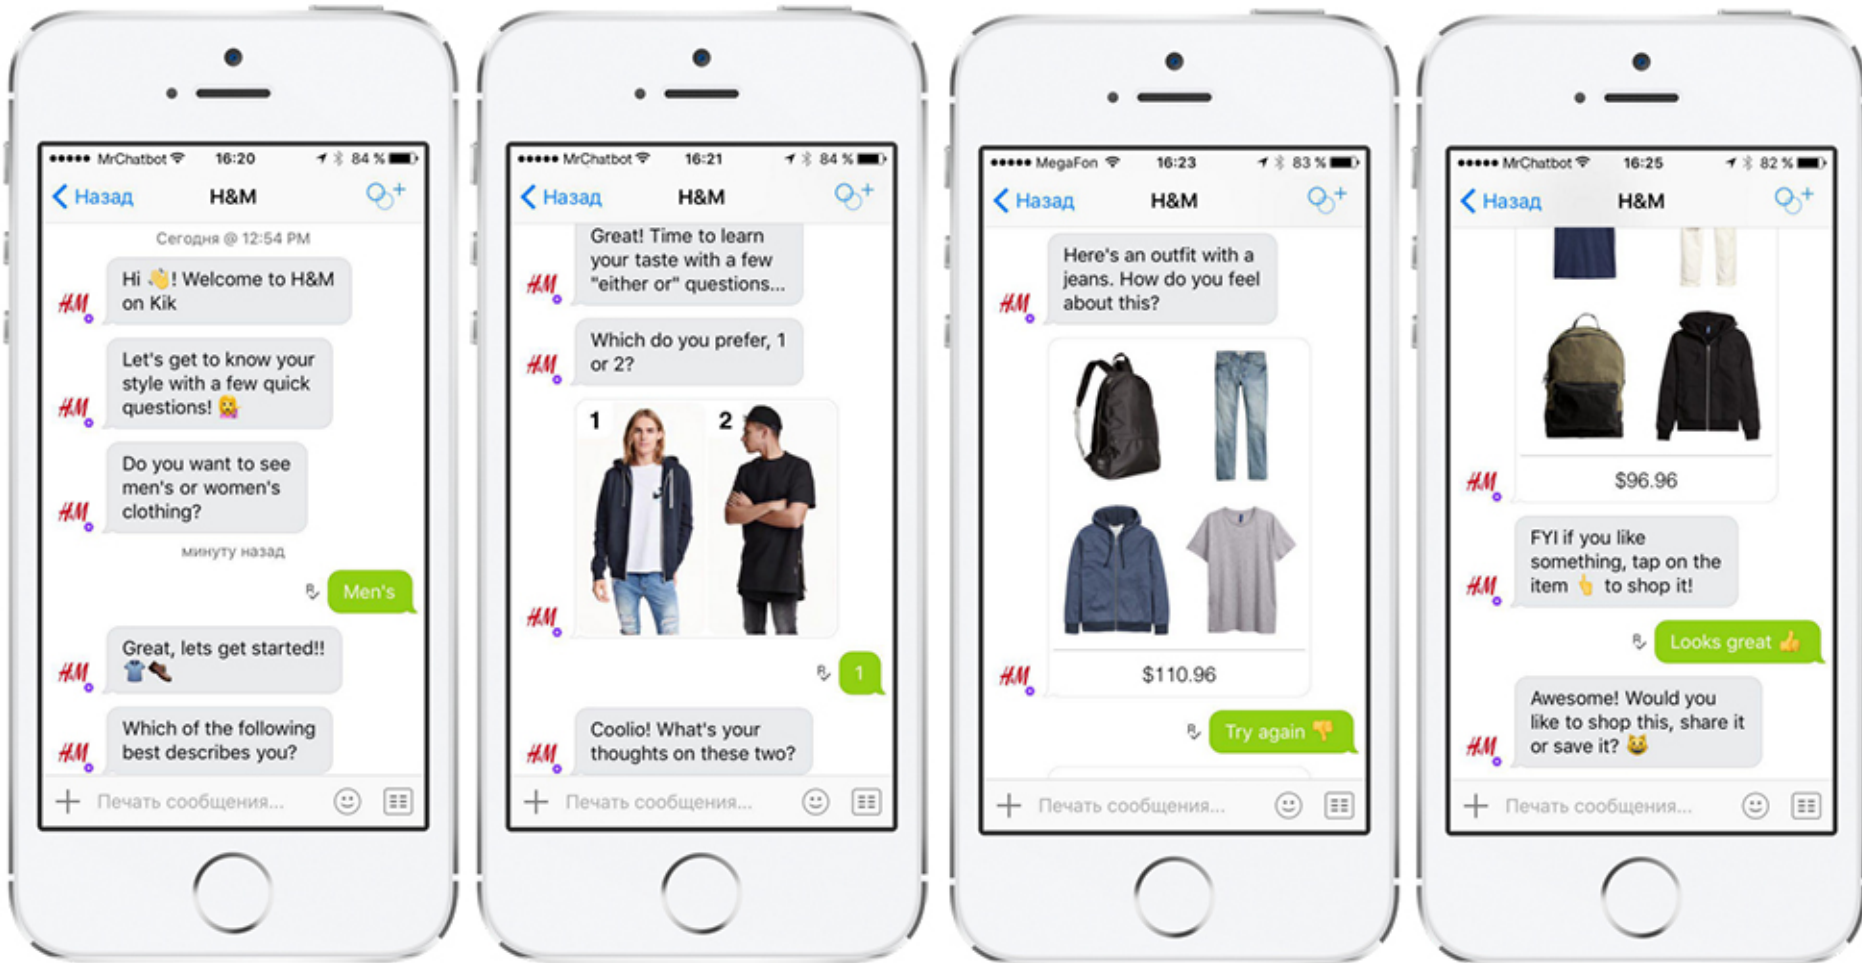 MrChatbot 16:20 84 %
Назад H&M
Сегодня @ 12:54 PM
Hi 👋! Welcome to H&M
on Kik
H&M
Let's get to know your
style with a few quick
questions! 💁
H&M
Do you want to see
men's or women's
clothing?
H&M
минуту назад
R Men's
Great, lets get started!!
👕👞
H&M
Which of the following
best describes you?
H&M
Печать сообщения...
MrChatbot 16:21 84 %
Назад H&M
Great! Time to learn
your taste with a few
"either or" questions...
H&M
Which do you prefer, 1
or 2?
H&M
1 2
H&M
R 1
Coolio! What's your
thoughts on these two?
H&M
Печать сообщения...
MegaFon 16:23 83 %
Назад H&M
Here's an outfit with a
jeans. How do you feel
about this?
H&M
$110.96
H&M
R Try again 👎
Печать сообщения...
MrChatbot 16:25 82 %
Назад H&M
$96.96
H&M
FYI if you like
something, tap on the
item 👆 to shop it!
H&M
R Looks great 👍
Awesome! Would you
like to shop this, share it
or save it? 😺
H&M
Печать сообщения...